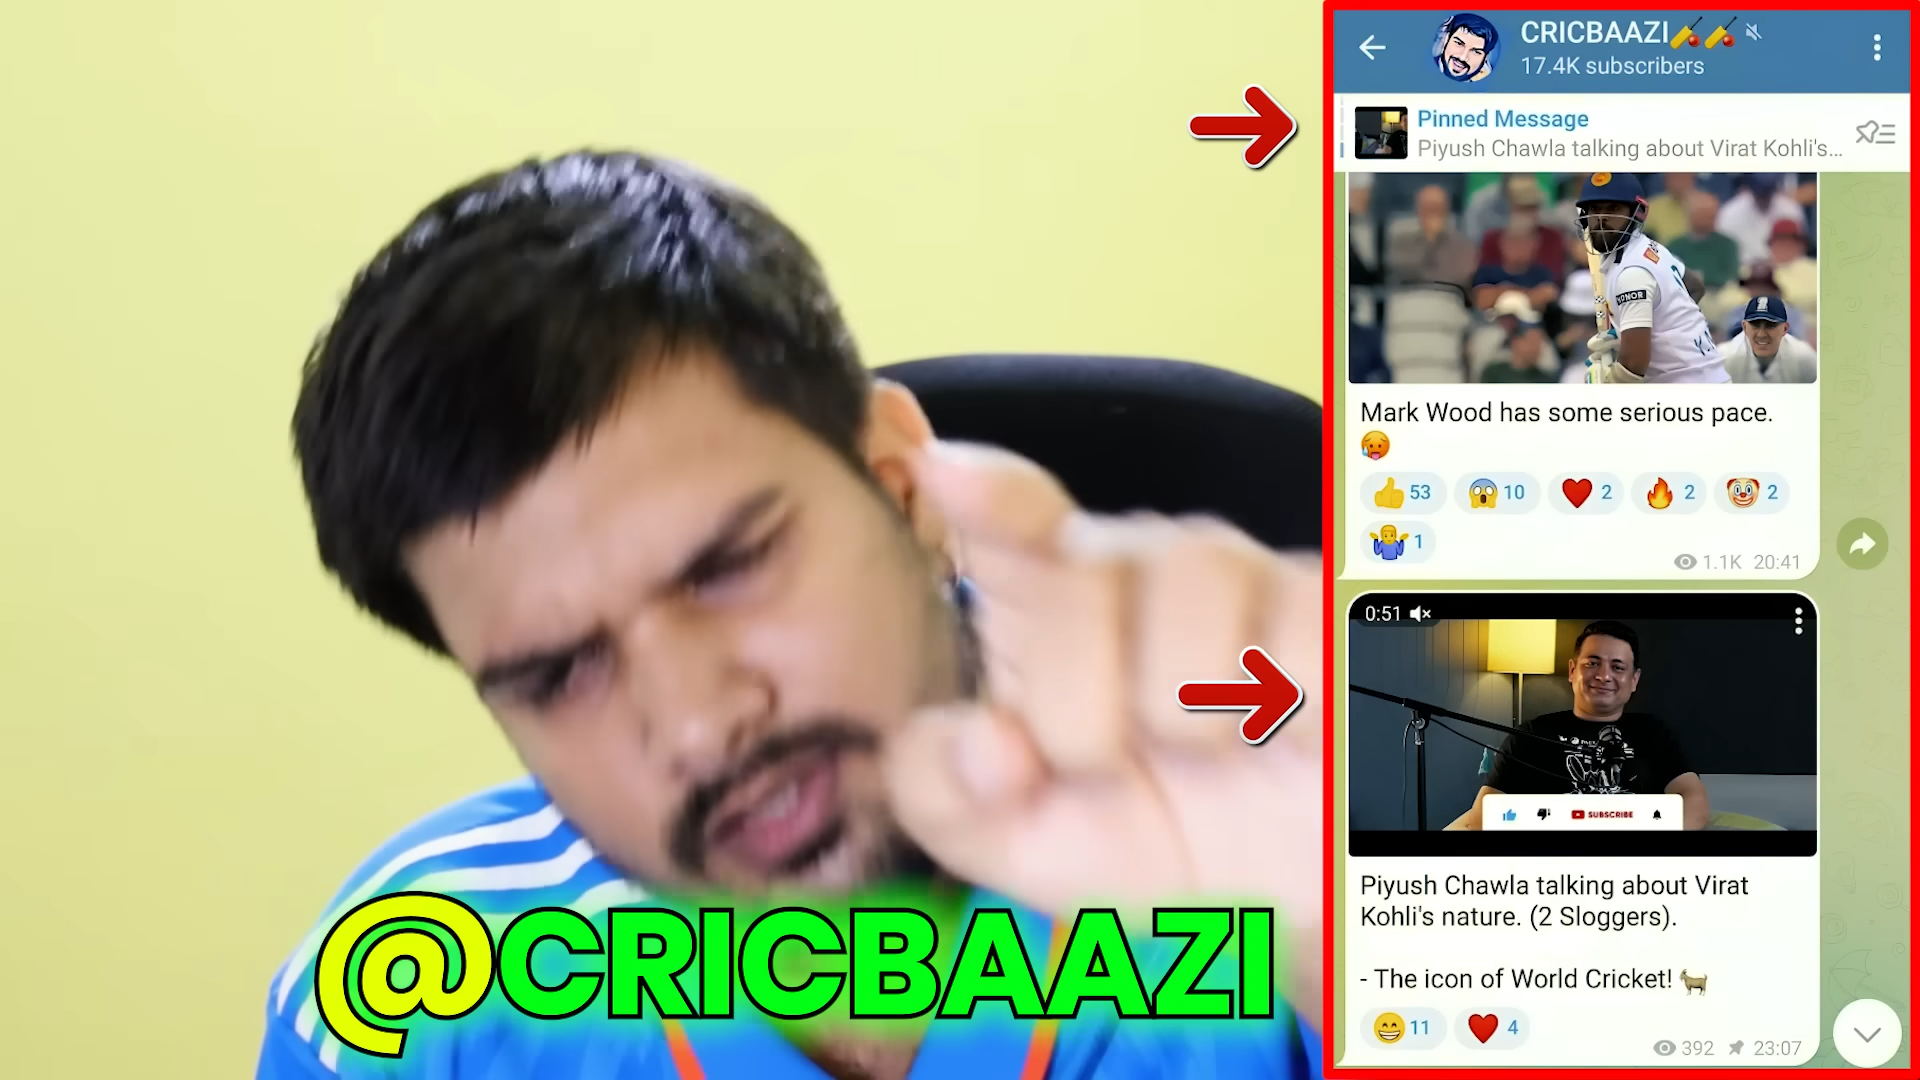 CRICBAAZI🏏🏏
17.4K subscribers
Pinned Message
Piyush Chawla talking about Virat Kohli's...
Mark Wood has some serious pace.
🥵
👍 53 😱 10 ❤️ 2 🔥 2 🤡 2
🤷‍♂️ 1
1.1K 20:41
0:51
SUBSCRIBE
Piyush Chawla talking about Virat
Kohli's nature. (2 Sloggers).
- The icon of World Cricket! 🐐
😁 11 ❤️ 4
392 23:07
@CRICBAAZI